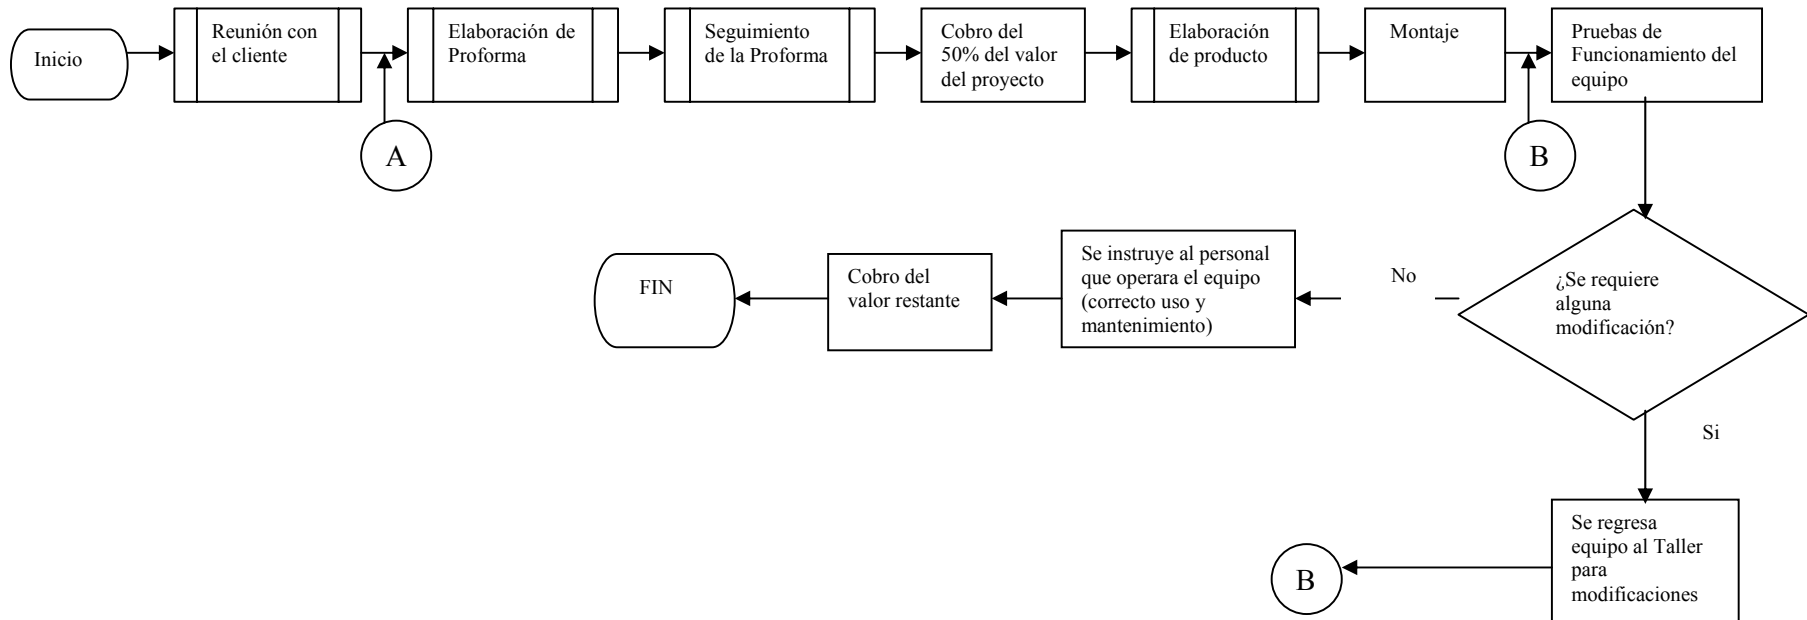 Inicio
Reunión con
el cliente
Elaboración de
Proforma
Seguimiento
de la Proforma
Cobro del
50% del valor
del proyecto
Elaboración
de producto
Montaje
Pruebas de
Funcionamiento del
equipo
A
B
¿Se requiere
alguna
modificación?
No
Se instruye al personal
que operara el equipo
(correcto uso y
mantenimiento)
Cobro del
valor restante
FIN
Si
Se regresa
equipo al Taller
para
modificaciones
B